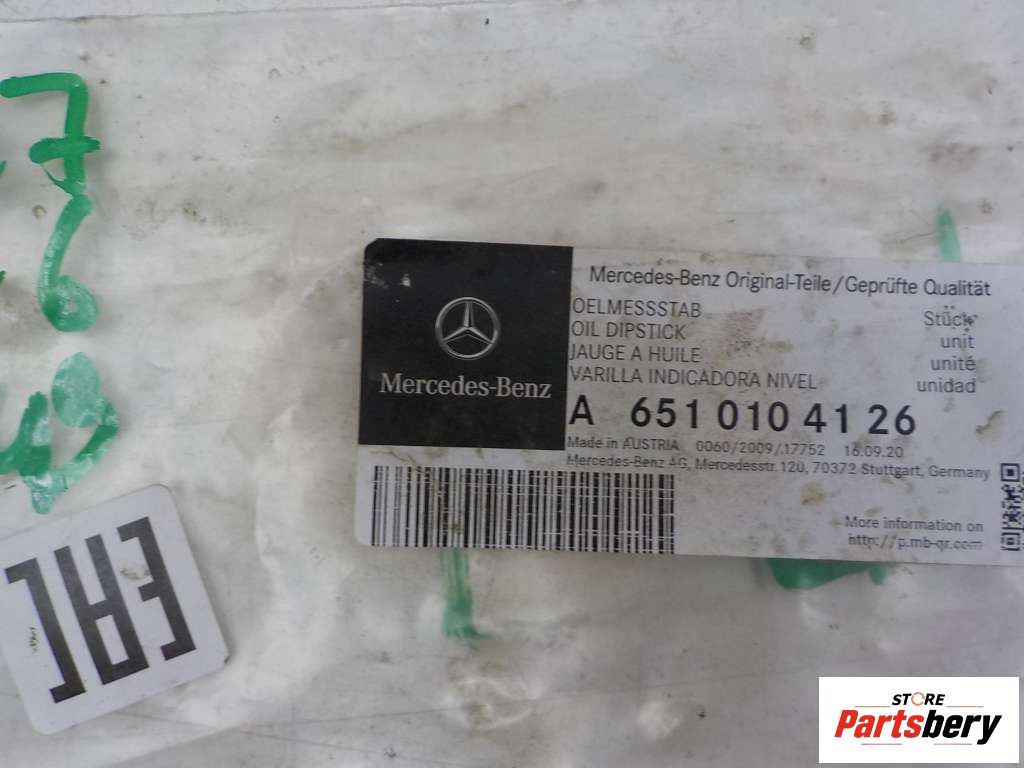 Mercedes-Benz
Mercedes-Benz Original-Teile/Geprüfte Qualität
OELMESSSTAB
OIL DIPSTICK
JAUGE A HUILE
VARILLA INDICADORA NIVEL
Stück
unit
unité
unidad
A 651 010 41 26
Made in AUSTRIA 0060/2009/17752 16.09.20
Mercedes-Benz AG, Mercedesstr.120, 70372 Stuttgart, Germany
More information on
http://p.mb-qr.com
7
6
STORE
Partsbery